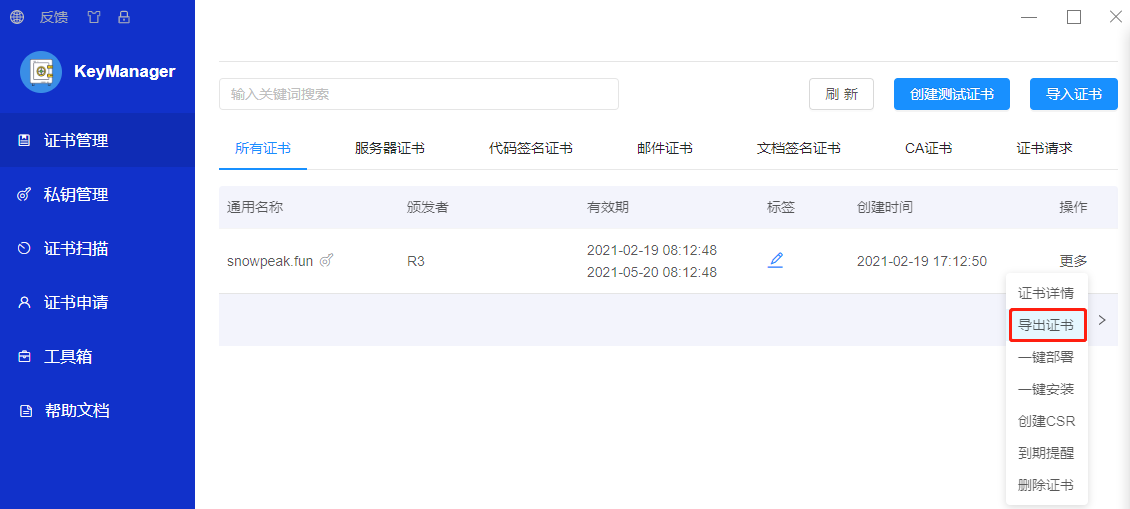 反馈
KeyManager
证书管理
私钥管理
证书扫描
证书申请
工具箱
帮助文档
输入关键词搜索
刷 新
创建测试证书
导入证书
所有证书 服务器证书 代码签名证书 邮件证书 文档签名证书 CA证书 证书请求
通用名称 颁发者 有效期 标签 创建时间 操作
snowpeak.fun R3 2021-02-19 08:12:48 2021-02-19 17:12:50 更多
2021-05-20 08:12:48
证书详情
导出证书
一键部署
一键安装
创建CSR
到期提醒
删除证书